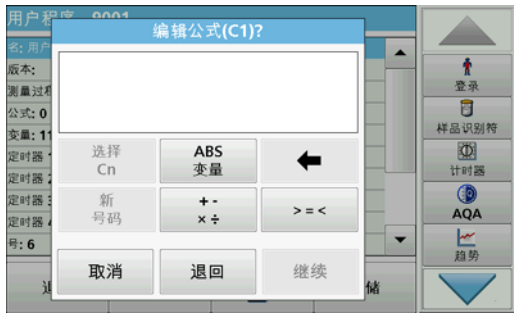 用户程序 9001
编辑公式(C1)?
名: 用户
版本:
测量过程
公式: 0
变量: 11
定时器
定时器
定时器
定时器
号: 6
选择
Cn
ABS
变量
新
号码
+ -
× ÷
> = <
取消
退回
继续
储
登录
样品识别符
计时器
AQA
趋势